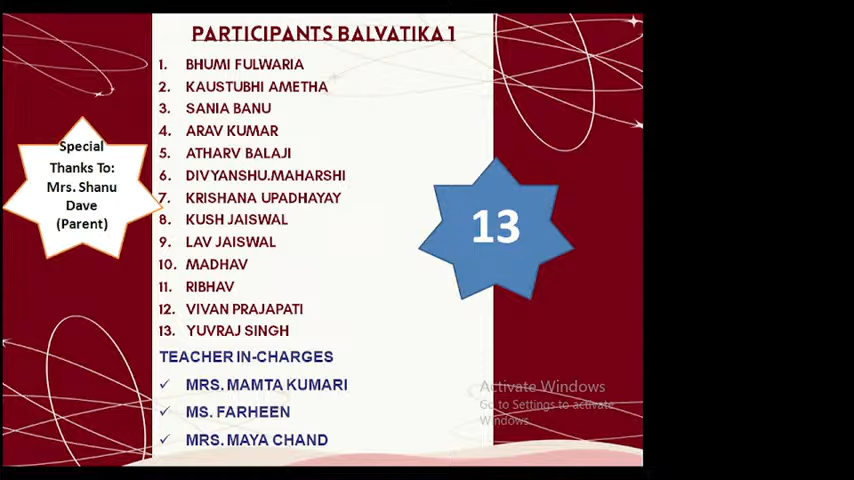 PARTICIPANTS BALVATIKA 1
1. BHUMI FULWARIA
2. KAUSTUBHI AMETHA
3. SANIA BANU
4. ARAV KUMAR
5. ATHARV BALAJI
6. DIVYANSHU.MAHARSHI
7. KRISHANA UPADHAYAY
8. KUSH JAISWAL
9. LAV JAISWAL
10. MADHAV
11. RIBHAV
12. VIVAN PRAJAPATI
13. YUVRAJ SINGH
TEACHER IN-CHARGES
✓ MRS. MAMTA KUMARI
✓ MS. FARHEEN
✓ MRS. MAYA CHAND
Special
Thanks To:
Mrs. Shanu
Dave
(Parent)
13
Activate Windows
Go to Settings to activate
Windows.